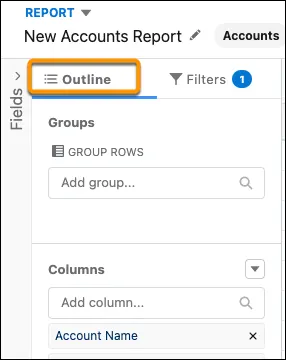 REPORT
New Accounts Report
Accounts
Fields
Outline
Filters 1
Groups
GROUP ROWS
Add group...
Columns
Add column...
Account Name